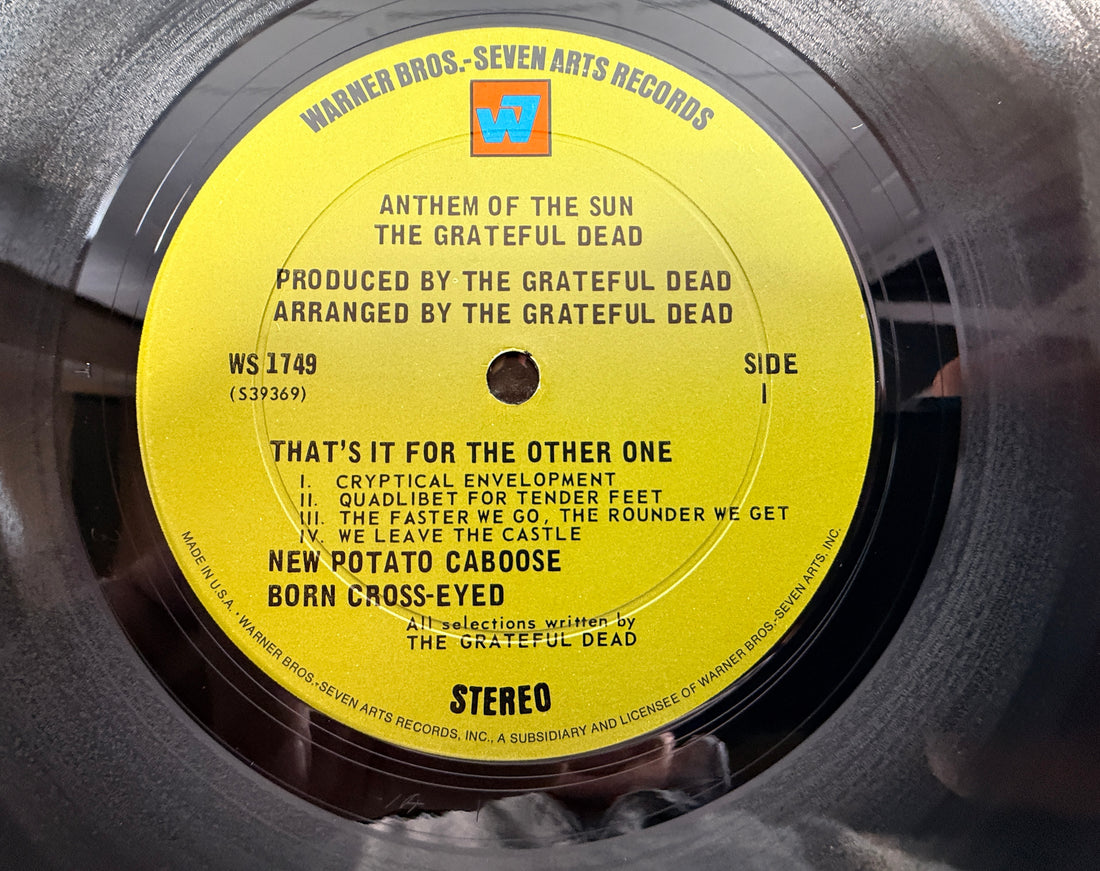 WARNER BROS.-SEVEN ARTS RECORDS
W7
ANTHEM OF THE SUN
THE GRATEFUL DEAD
PRODUCED BY THE GRATEFUL DEAD
ARRANGED BY THE GRATEFUL DEAD
WS 1749
(S39369)
SIDE
1
THAT'S IT FOR THE OTHER ONE
I. CRYPTICAL ENVELOPMENT
II. QUADLIBET FOR TENDER FEET
III. THE FASTER WE GO, THE ROUNDER WE GET
IV. WE LEAVE THE CASTLE
NEW POTATO CABOOSE
BORN CROSS-EYED
All selections written by
THE GRATEFUL DEAD
STEREO
MADE IN U.S.A. • WARNER BROS.-SEVEN ARTS RECORDS, INC., A SUBSIDIARY AND LICENSEE OF WARNER BROS.-SEVEN ARTS, INC.